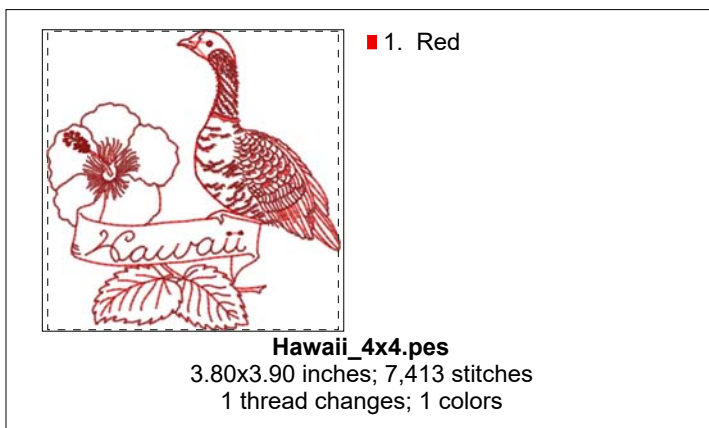 1. Red
Hawaii
Hawaii_4x4.pes
3.80x3.90 inches; 7,413 stitches
1 thread changes; 1 colors